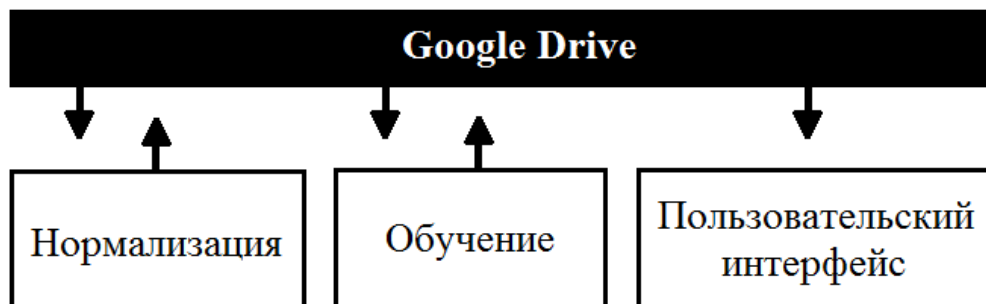 Google Drive
Нормализация
Обучение
Пользовательский
интерфейс